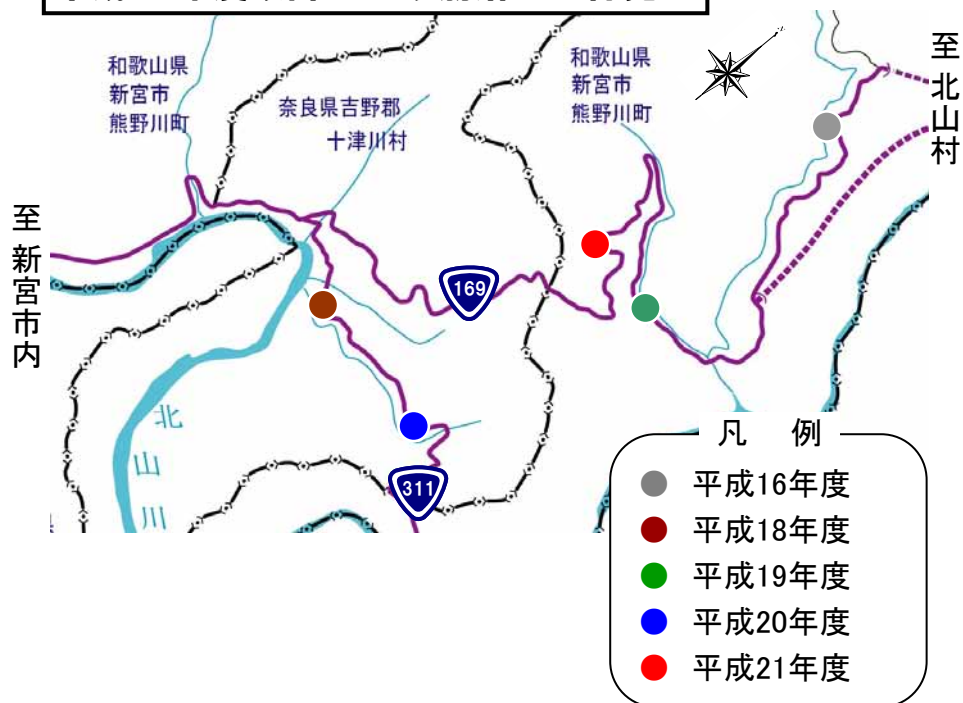 和歌山県
新宮市
熊野川町
奈良県吉野郡
十津川村
和歌山県
新宮市
熊野川町
至 北山村
至 新宮市内
169
北山川
311
凡 例
平成16年度
平成18年度
平成19年度
平成20年度
平成21年度